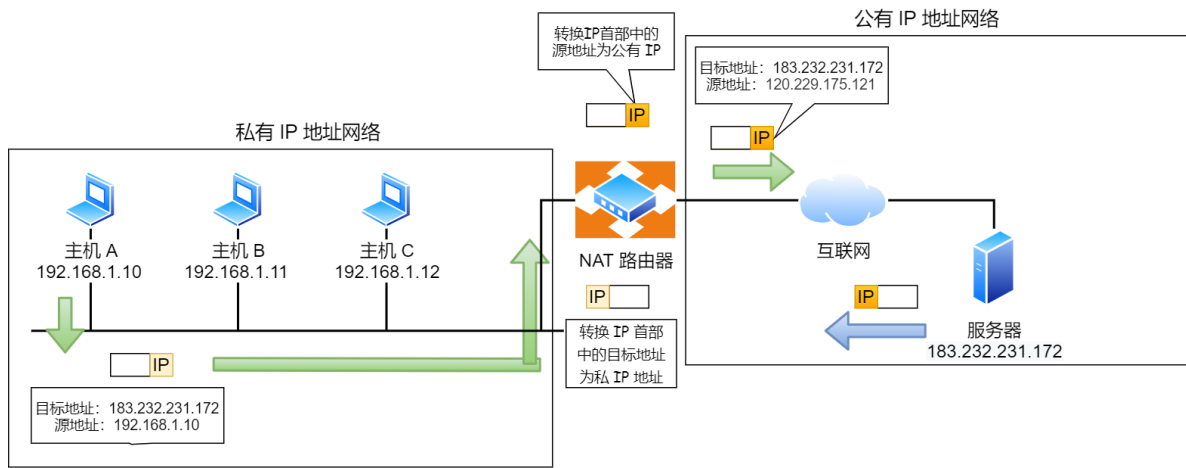 公有 IP 地址网络
转换IP首部中的
源地址为公有 IP
目标地址：183.232.231.172
源地址：120.229.175.121
IP
IP
私有 IP 地址网络
主机 A
192.168.1.10
主机 B
192.168.1.11
主机 C
192.168.1.12
NAT 路由器
互联网
IP
IP
服务器
183.232.231.172
转换 IP 首部
中的目标地址
为私 IP 地址
IP
目标地址：183.232.231.172
源地址：192.168.1.10